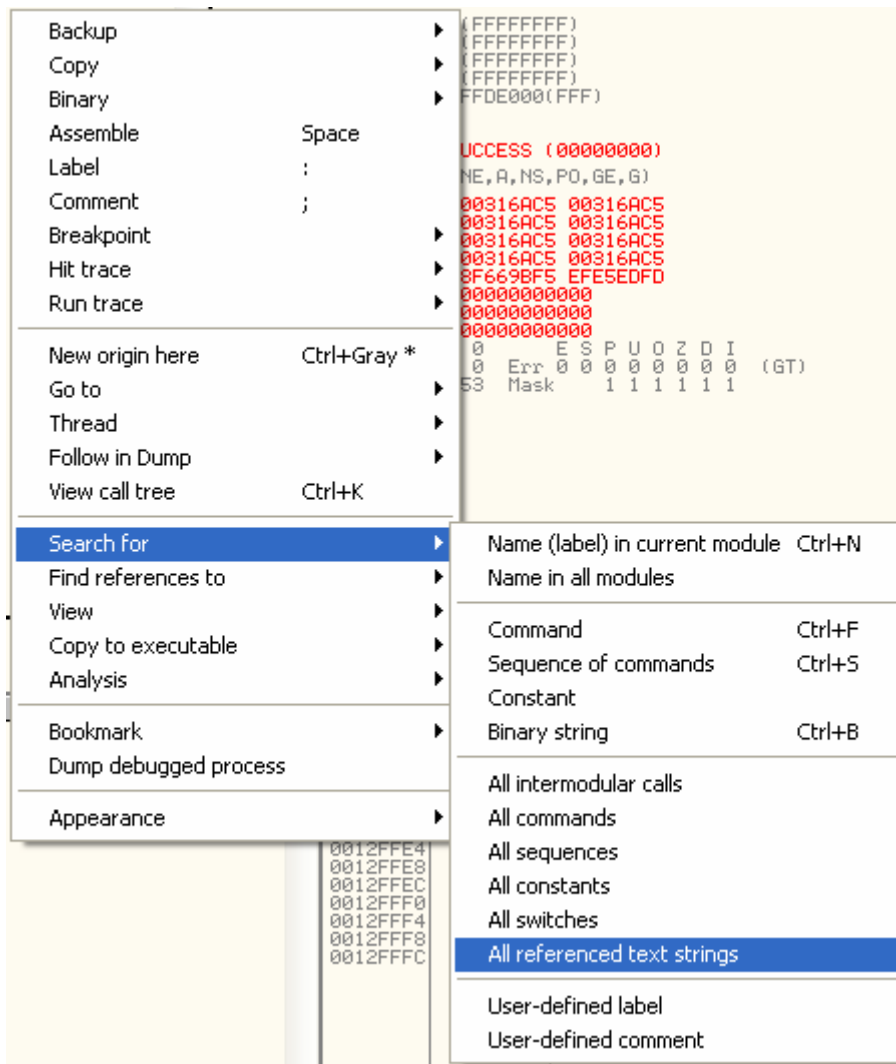 Backup
Copy
Binary
Assemble Space
Label :
Comment ;
Breakpoint
Hit trace
Run trace
New origin here Ctrl+Gray *
Go to
Thread
Follow in Dump
View call tree Ctrl+K
Search for
Find references to
View
Copy to executable
Analysis
Bookmark
Dump debugged process
Appearance
(FFFFFFFF)
(FFFFFFFF)
(FFFFFFFF)
(FFFFFFFF)
FFDE000(FFF)
UCCESS (00000000)
NE,A,NS,PO,GE,G)
00316AC5 00316AC5
00316AC5 00316AC5
00316AC5 00316AC5
00316AC5 00316AC5
8F669BF5 EFE5EDFD
00000000000
00000000000
00000000000
0 E S P U O Z D I
0 Err 0 0 0 0 0 0 0 0 (GT)
53 Mask 1 1 1 1 1 1
Name (label) in current module Ctrl+N
Name in all modules
Command Ctrl+F
Sequence of commands Ctrl+S
Constant
Binary string Ctrl+B
All intermodular calls
All commands
All sequences
All constants
All switches
All referenced text strings
User-defined label
User-defined comment
0012FFE4
0012FFE8
0012FFEC
0012FFF0
0012FFF4
0012FFF8
0012FFFC